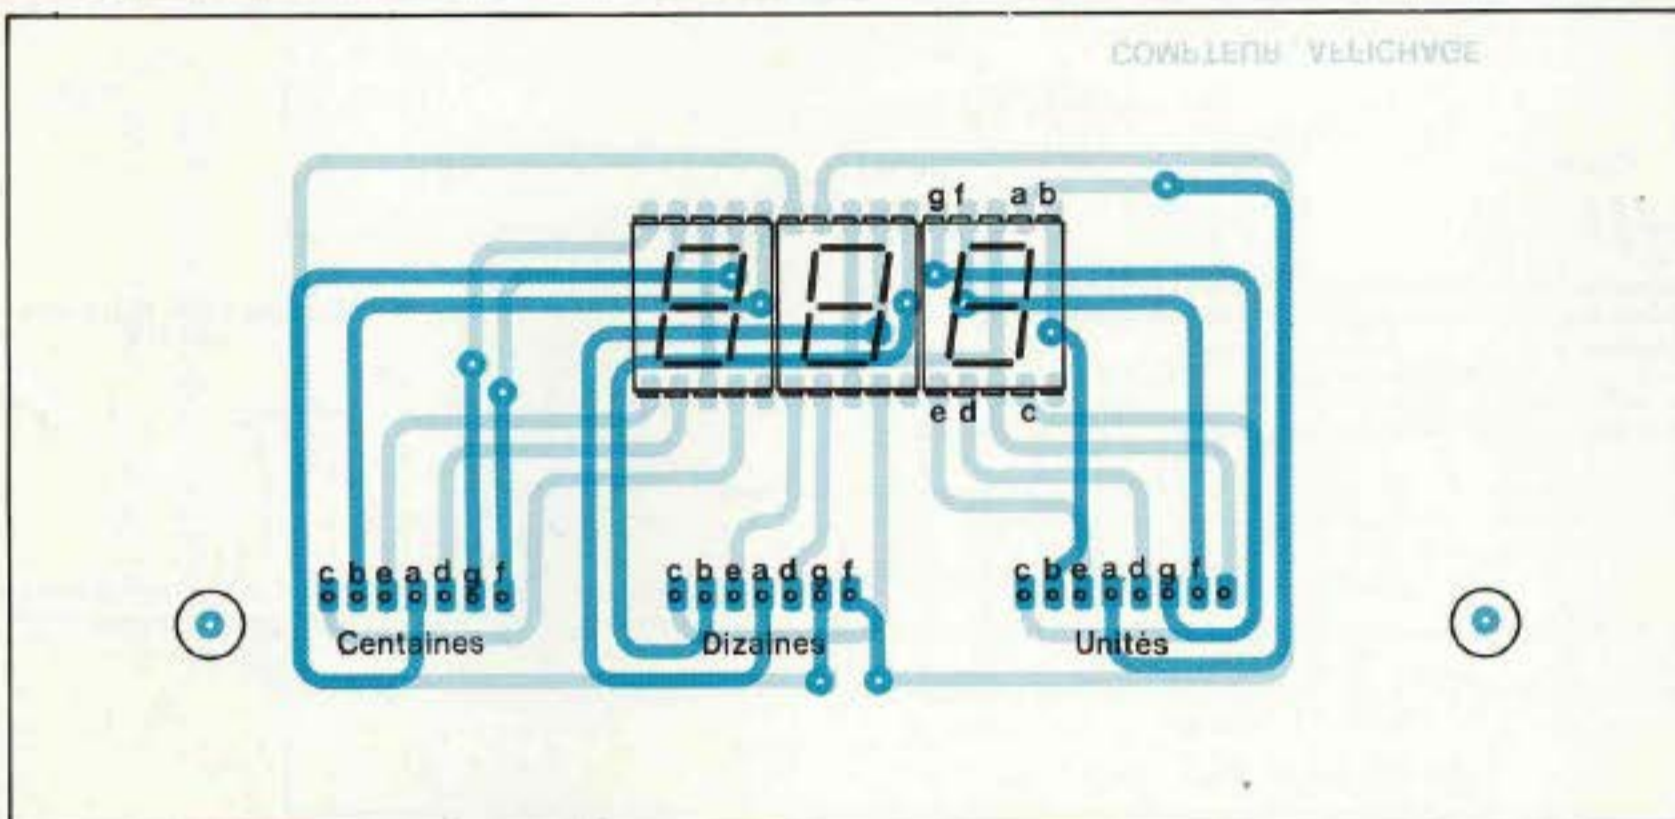 COMPTEUR AFFICHAGE
g f a b
e d c
c b e a d g f
c b e a d g f
c b e a d g f
Centaines
Dizaines
Unités